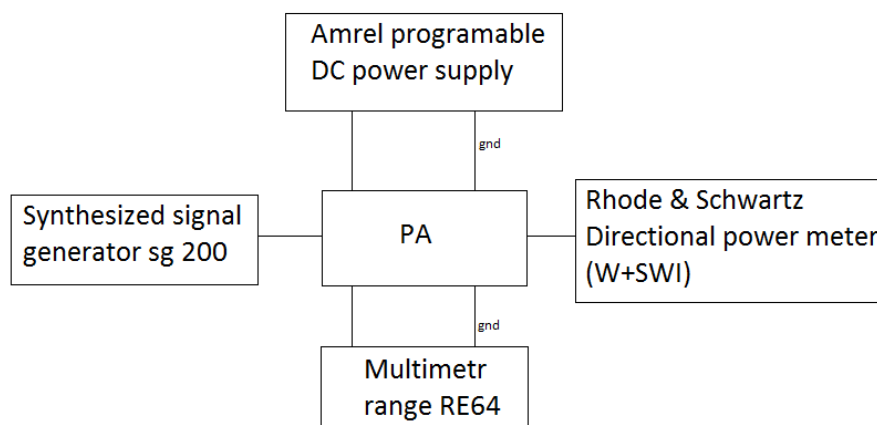 Amrel programable
DC power supply
gnd
Synthesized signal
generator sg 200
PA
Rhode & Schwartz
Directional power meter
(W+SWI)
gnd
Multimetr
range RE64